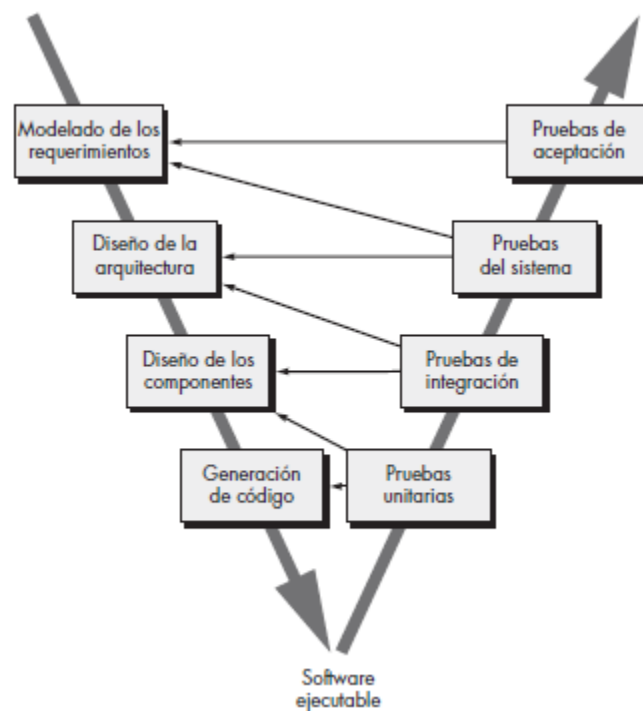 Modelado de los
requerimientos
Pruebas de
aceptación
Diseño de la
arquitectura
Pruebas
del sistema
Diseño de los
componentes
Pruebas de
integración
Generación
de código
Pruebas
unitarias
Software
ejecutable